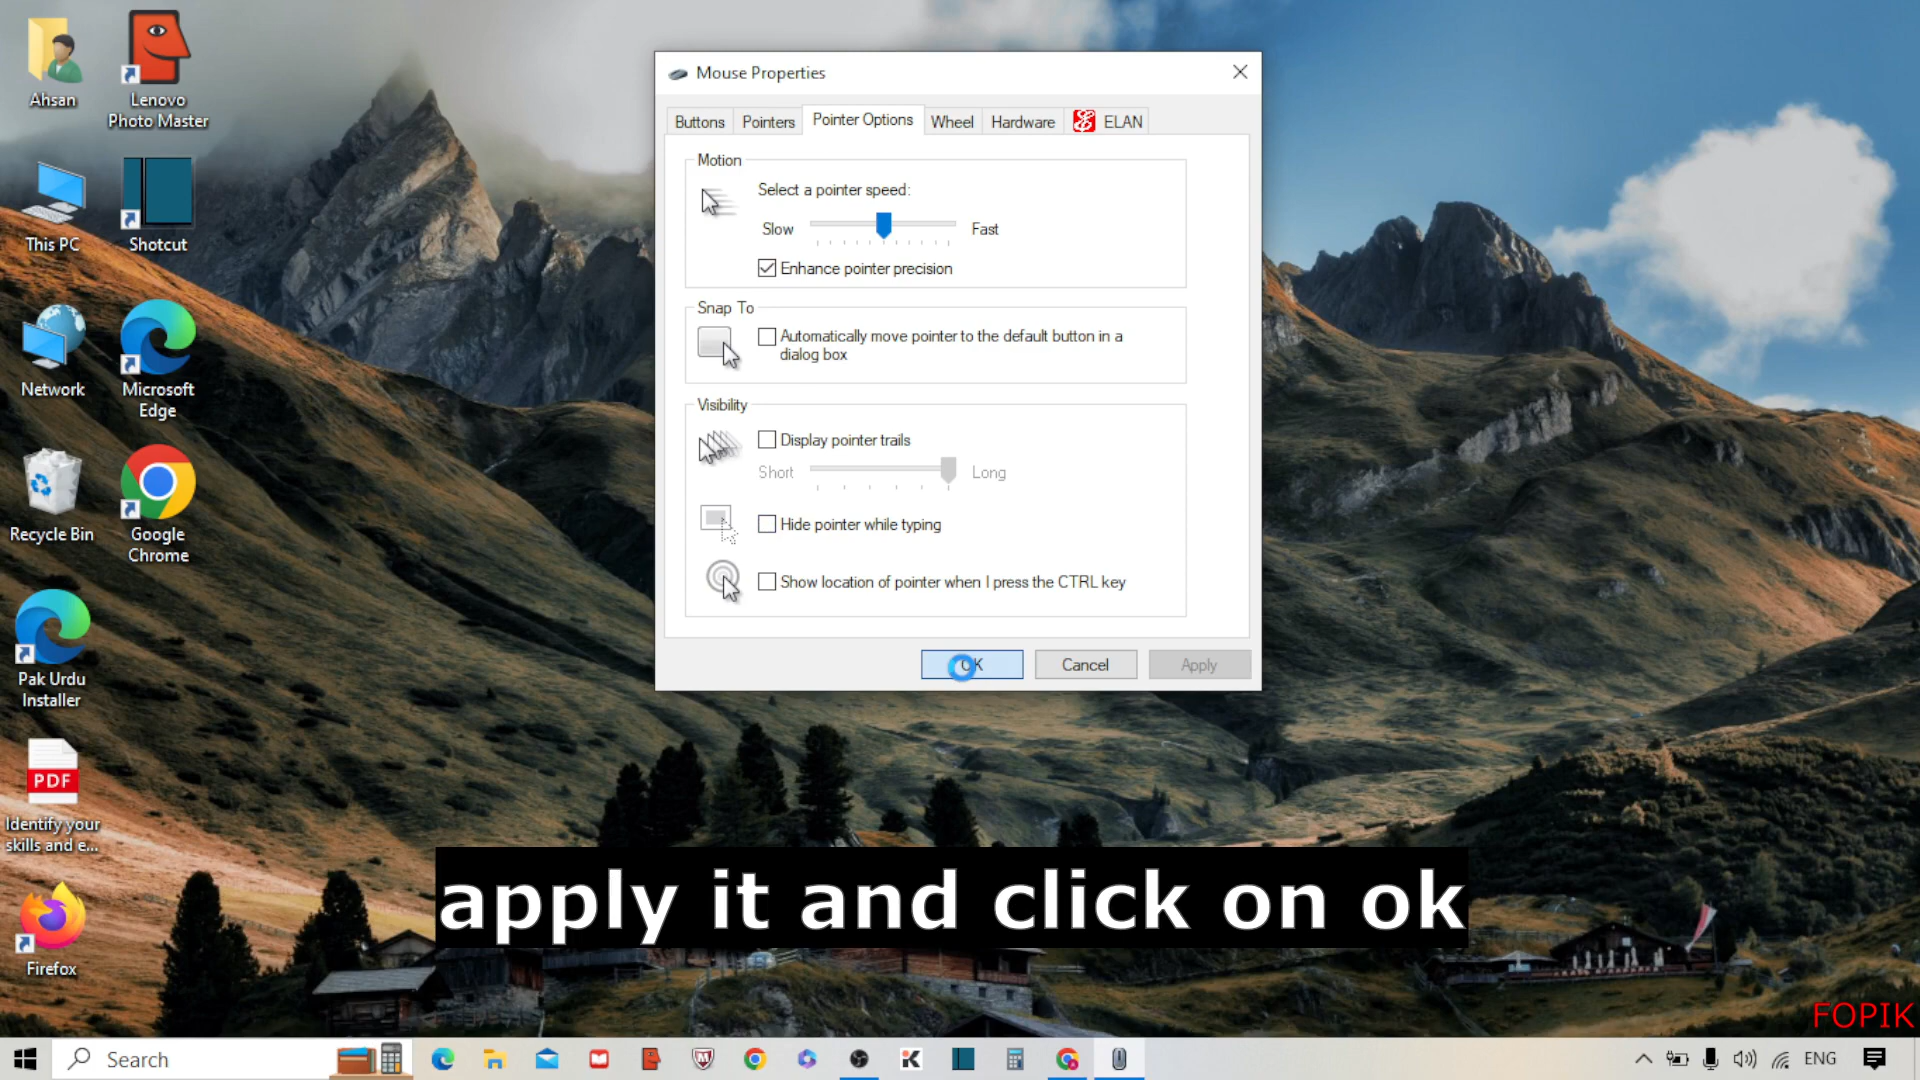 Ahsan
Lenovo
Photo Master
This PC
Shotcut
Network
Microsoft
Edge
Recycle Bin
Google
Chrome
Pak Urdu
Installer
PDF
Identify your
skills and e...
Firefox
Mouse Properties
Buttons
Pointers
Pointer Options
Wheel
Hardware
ELAN
Motion
Select a pointer speed:
Slow
Fast
Enhance pointer precision
Snap To
Automatically move pointer to the default button in a
dialog box
Visibility
Display pointer trails
Short
Long
Hide pointer while typing
Show location of pointer when I press the CTRL key
OK
Cancel
Apply
apply it and click on ok
FOPIK
Search
ENG